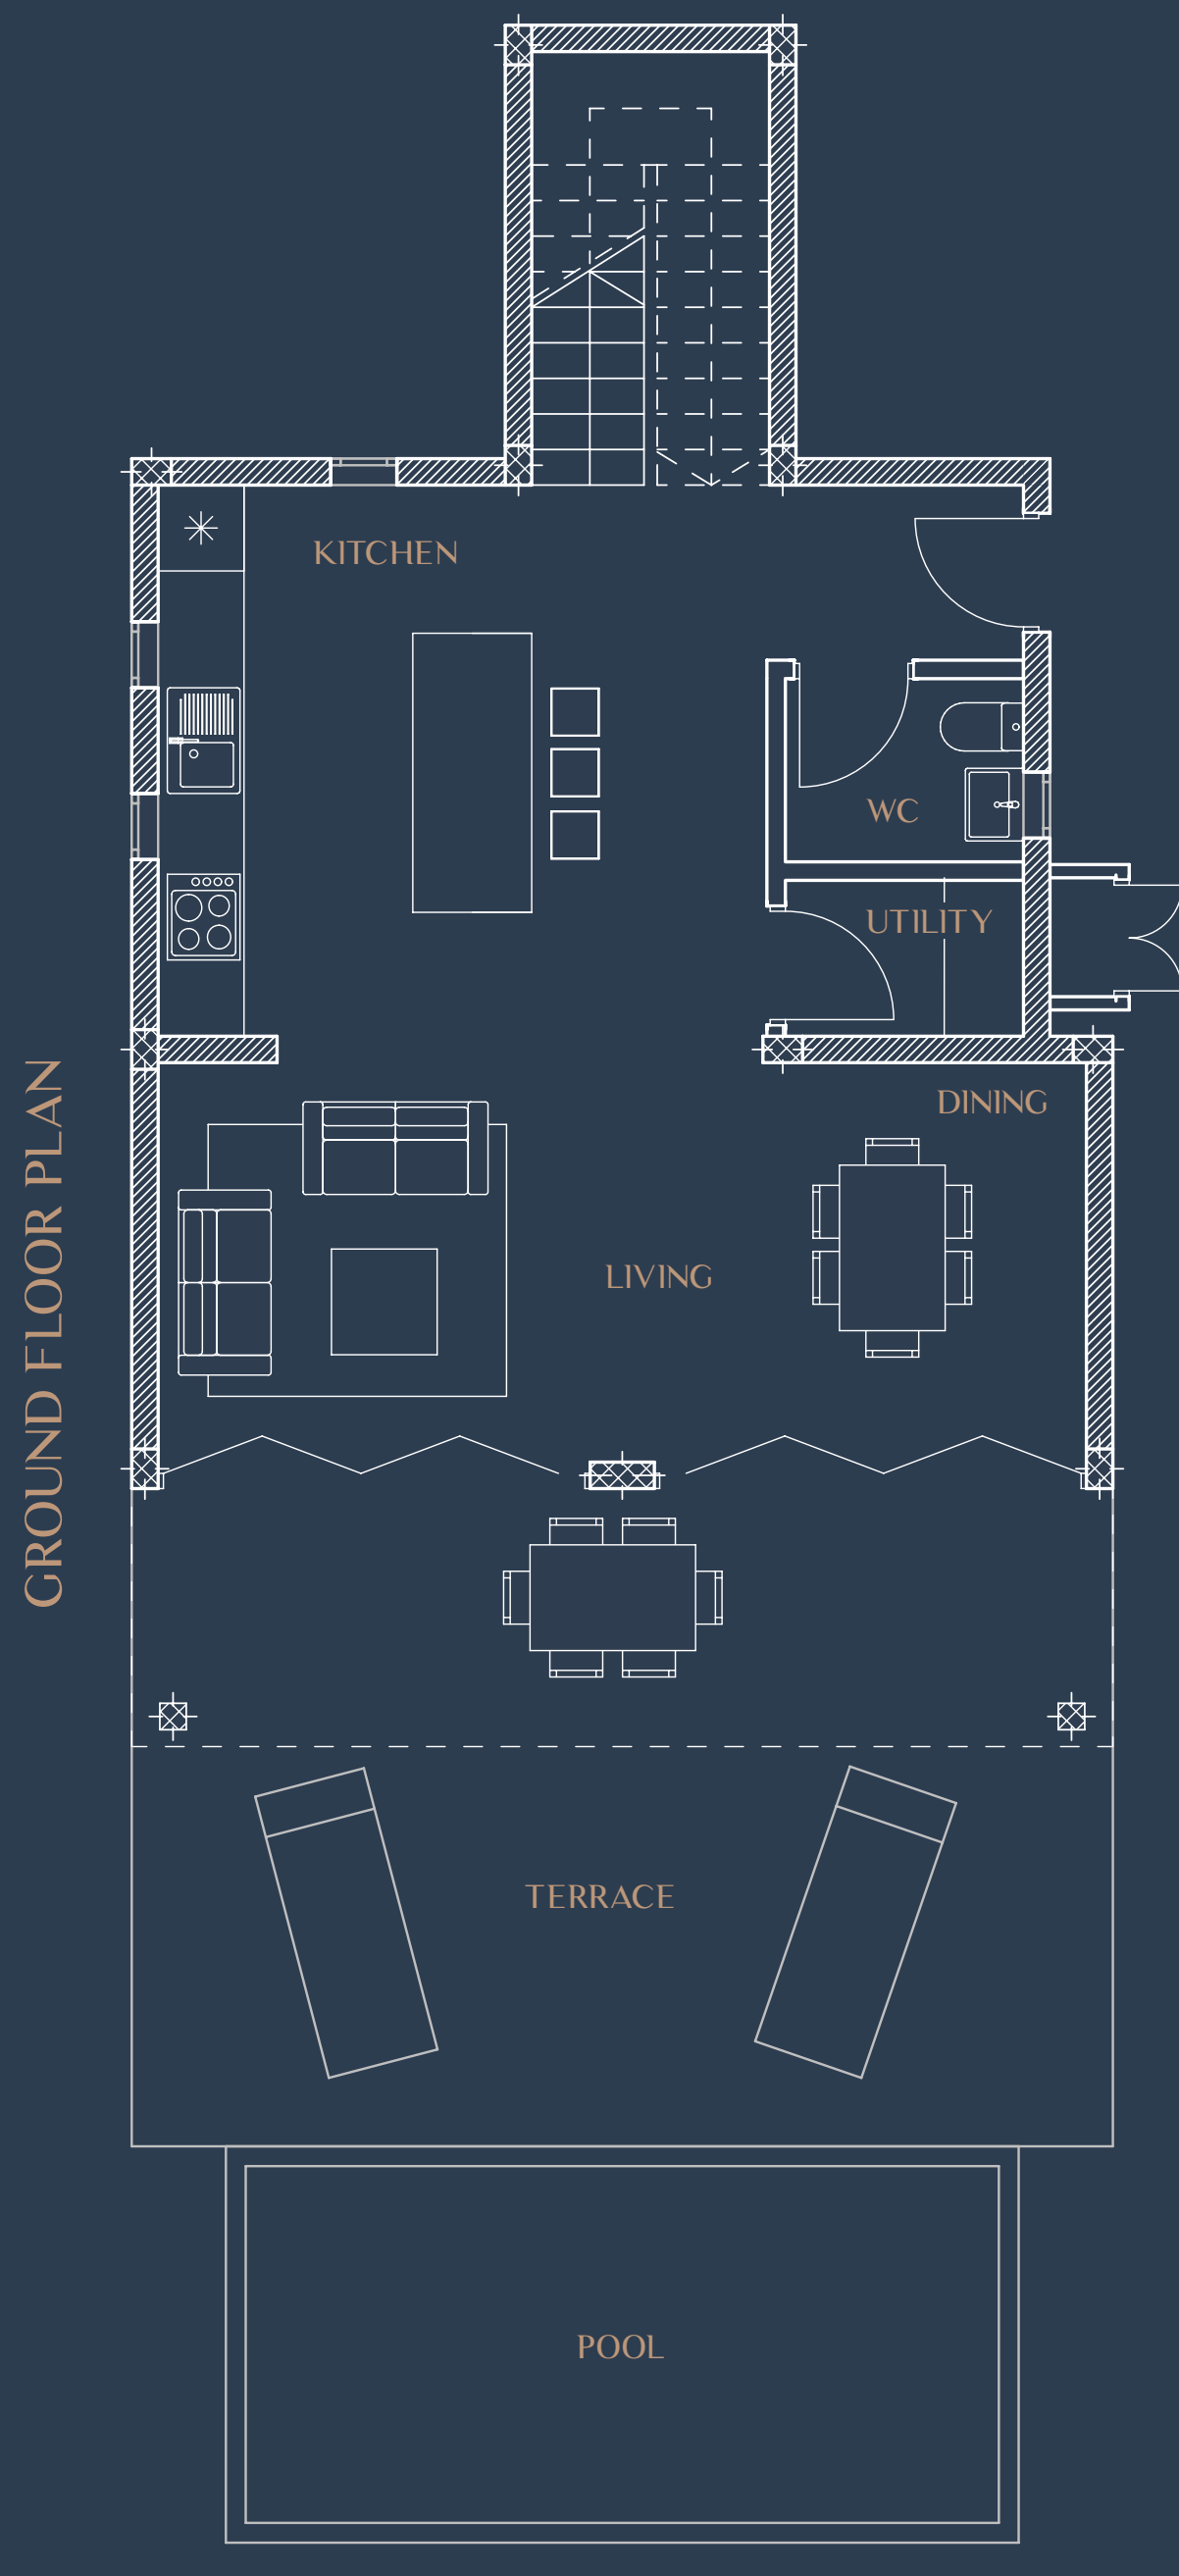 GROUND FLOOR PLAN
KITCHEN
WC
UTILITY
DINING
LIVING
TERRACE
POOL